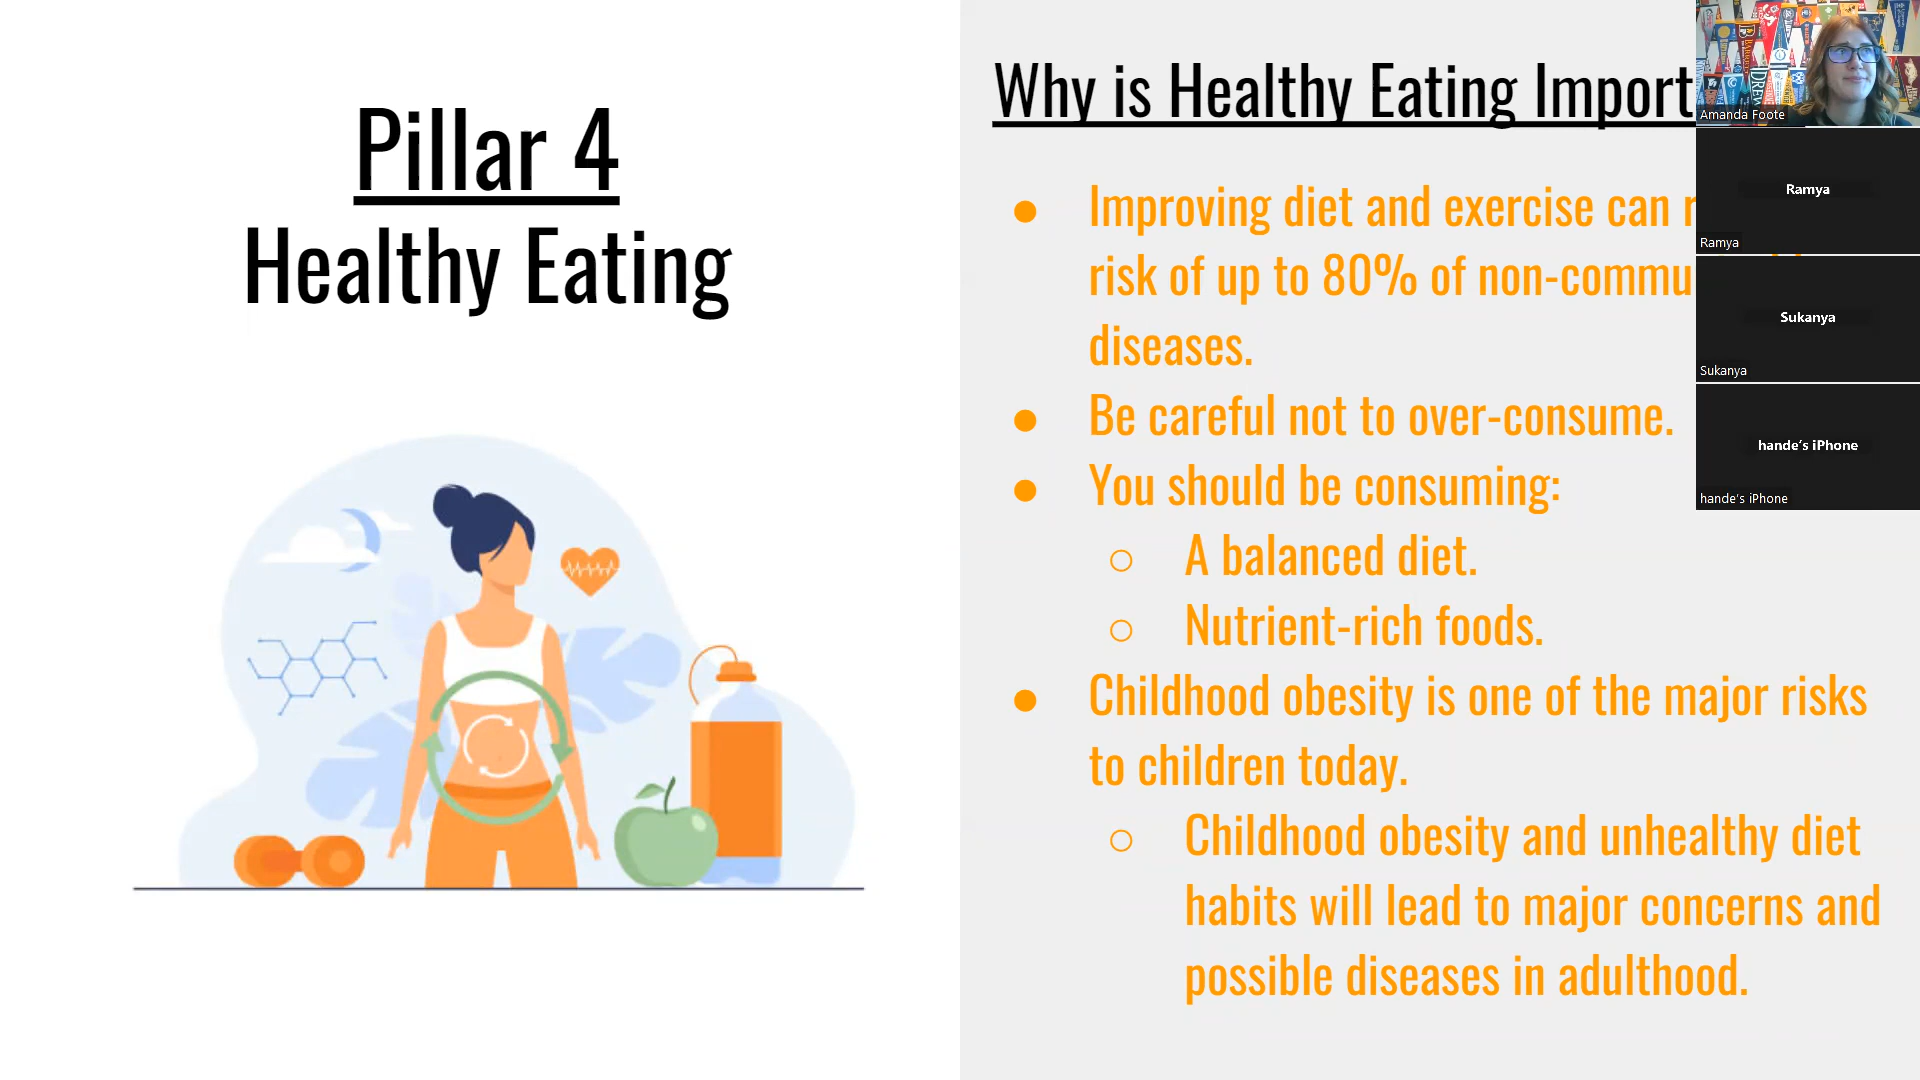 Pillar 4
Healthy Eating
Why is Healthy Eating Import
Improving diet and exercise can
risk of up to 80% of non-commu
diseases.
Be careful not to over-consume.
You should be consuming:
A balanced diet.
Nutrient-rich foods.
Childhood obesity is one of the major risks
to children today.
Childhood obesity and unhealthy diet
habits will lead to major concerns and
possible diseases in adulthood.
DREW
Amanda Foote
Ramya
Ramya
Sukanya
Sukanya
hande's iPhone
hande's iPhone